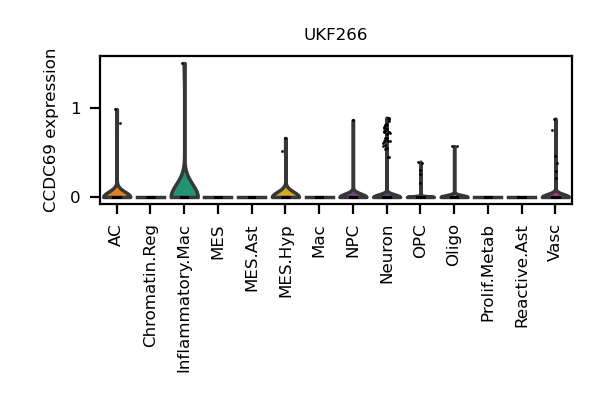 UKF266
CCDC69 expression
1
0
AC
Chromatin.Reg
Inflammatory.Mac
MES
MES.Ast
MES.Hyp
Mac
NPC
Neuron
OPC
Oligo
Prolif.Metab
Reactive.Ast
Vasc